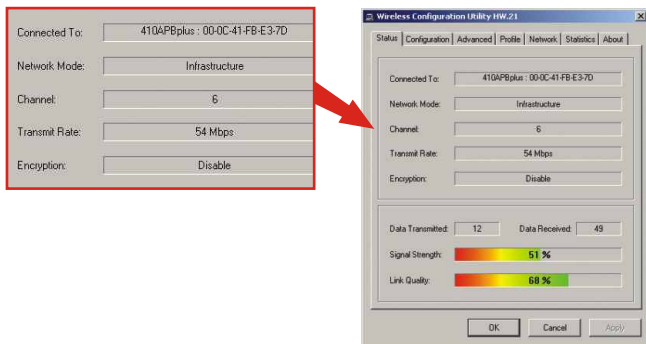 Connected To: 410APBplus : 00-0C-41-FB-E3-7D
Network Mode: Infrastructure
Channel: 6
Transmit Rate: 54 Mbps
Encryption: Disable
Wireless Configuration Utility HW.21
Status Configuration Advanced Profile Network Statistics About
Connected To: 410APBplus : 00-0C-41-FB-E3-7D
Network Mode: Infrastructure
Channel: 6
Transmit Rate: 54 Mbps
Encryption: Disable
Data Transmitted: 12 Data Received: 49
Signal Strength: 51 %
Link Quality: 68 %
OK Cancel Apply